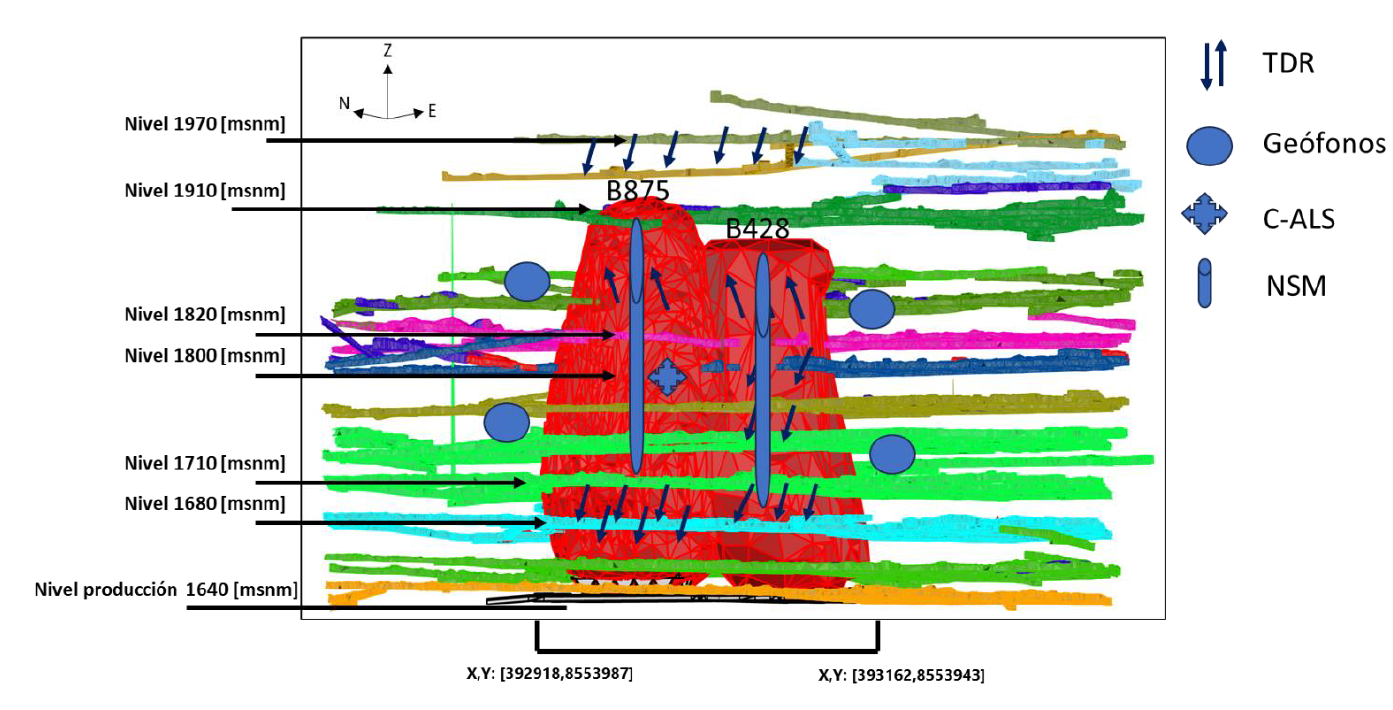 Z
N
E
Nivel 1970 [msnm]
Nivel 1910 [msnm]
B875
B428
Nivel 1820 [msnm]
Nivel 1800 [msnm]
Nivel 1710 [msnm]
Nivel 1680 [msnm]
Nivel producción 1640 [msnm]
X,Y: [392918,8553987]
X,Y: [393162,8553943]
TDR
Geófonos
C-ALS
NSM